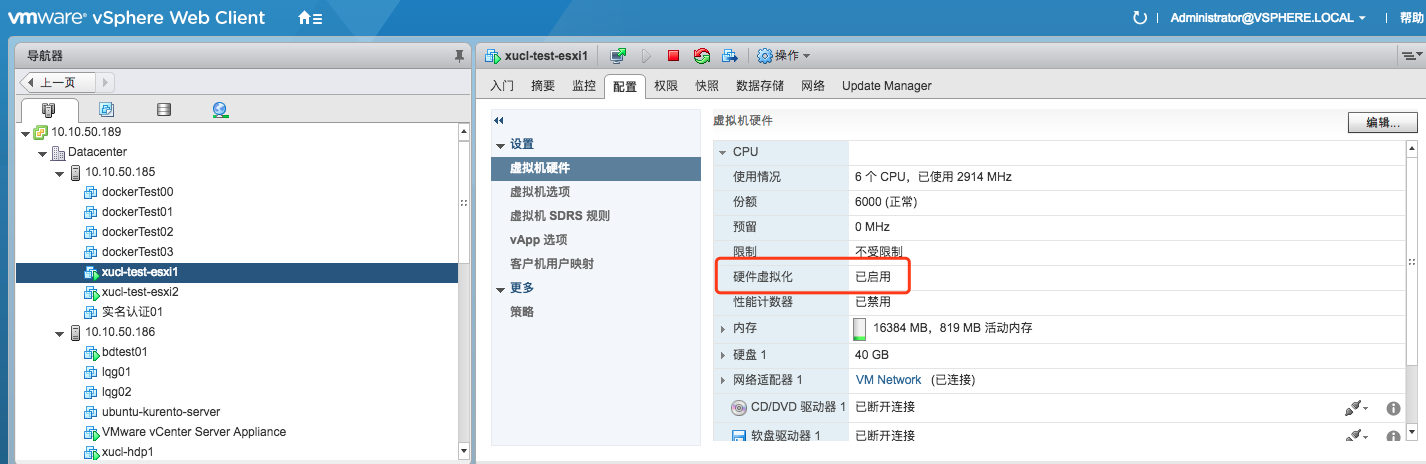 vmware® vSphere Web Client
Administrator@VSPHERE.LOCAL
帮助
导航器
上一页
10.10.50.189
Datacenter
10.10.50.185
dockerTest00
dockerTest01
dockerTest02
dockerTest03
xucl-test-esxi1
xucl-test-esxi2
实名认证01
10.10.50.186
bdtest01
lqg01
lqg02
ubuntu-kurento-server
VMware vCenter Server Appliance
xucl-hdp1
xucl-test-esxi1 操作
入门 摘要 监控 配置 权限 快照 数据存储 网络 Update Manager
设置
虚拟机硬件
虚拟机选项
虚拟机 SDRS 规则
vApp 选项
客户机用户映射
更多
策略
虚拟机硬件
编辑...
CPU
使用情况 6 个 CPU，已使用 2914 MHz
份额 6000 (正常)
预留 0 MHz
限制 不受限制
硬件虚拟化 已启用
性能计数器 已禁用
内存 16384 MB，819 MB 活动内存
硬盘 1 40 GB
网络适配器 1 VM Network (已连接)
CD/DVD 驱动器 1 已断开连接
软盘驱动器 1 已断开连接